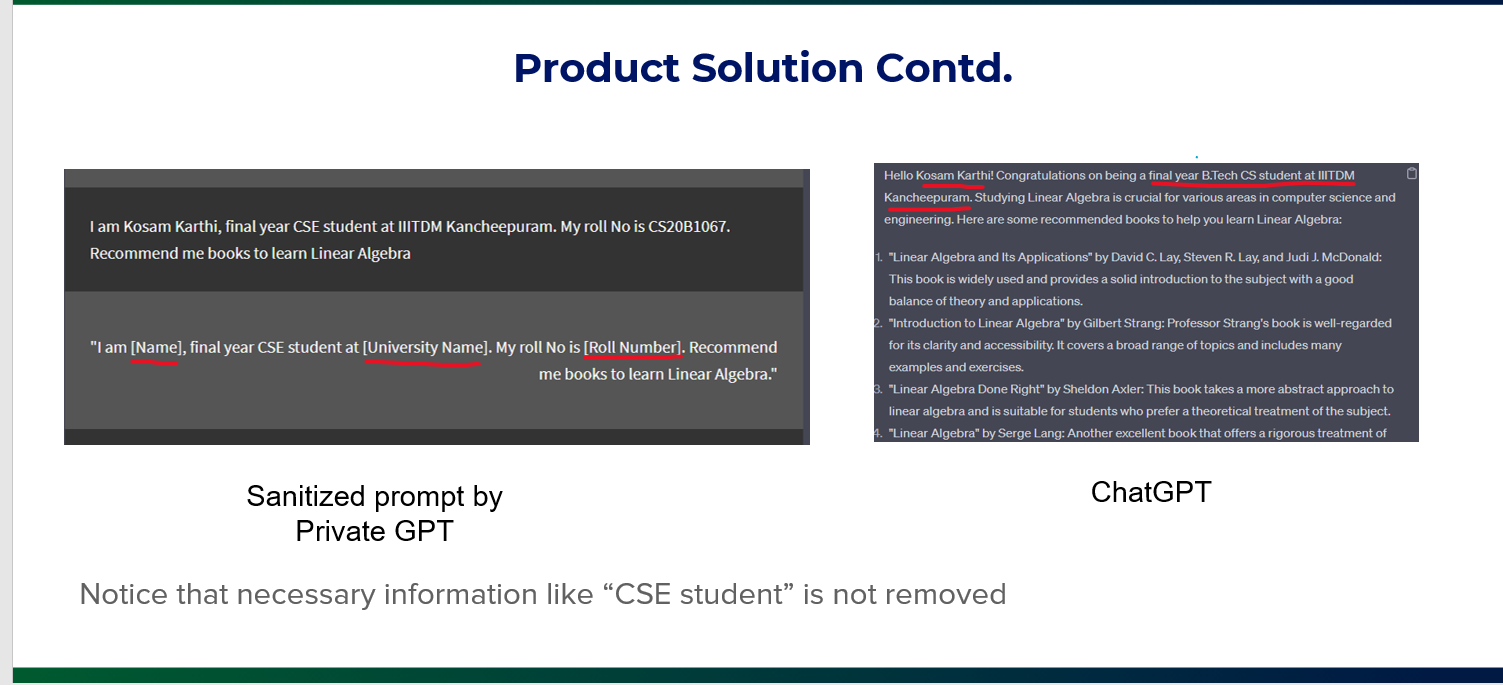 Product Solution Contd.
I am Kosam Karthi, final year CSE student at IIITDM Kancheepuram. My roll No is CS20B1067.
Recommend me books to learn Linear Algebra
"I am [Name], final year CSE student at [University Name]. My roll No is [Roll Number]. Recommend
me books to learn Linear Algebra."
Sanitized prompt by
Private GPT
Hello Kosam Karthi! Congratulations on being a final year B.Tech CS student at IIITDM
Kancheepuram. Studying Linear Algebra is crucial for various areas in computer science and
engineering. Here are some recommended books to help you learn Linear Algebra:
1. "Linear Algebra and Its Applications" by David C. Lay, Steven R. Lay, and Judi J. McDonald:
This book is widely used and provides a solid introduction to the subject with a good
balance of theory and applications.
2. "Introduction to Linear Algebra" by Gilbert Strang: Professor Strang's book is well-regarded
for its clarity and accessibility. It covers a broad range of topics and includes many
examples and exercises.
3. "Linear Algebra Done Right" by Sheldon Axler: This book takes a more abstract approach to
linear algebra and is suitable for students who prefer a theoretical treatment of the subject.
4. "Linear Algebra" by Serge Lang: Another excellent book that offers a rigorous treatment of
ChatGPT
Notice that necessary information like “CSE student” is not removed